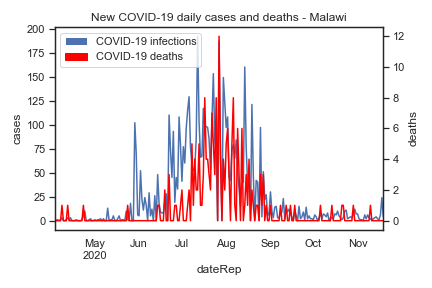 New COVID-19 daily cases and deaths - Malawi
COVID-19 infections
COVID-19 deaths
cases
200
175
150
125
100
75
50
25
0
deaths
12
10
8
6
4
2
0
May Jun Jul Aug Sep Oct Nov
2020
dateRep